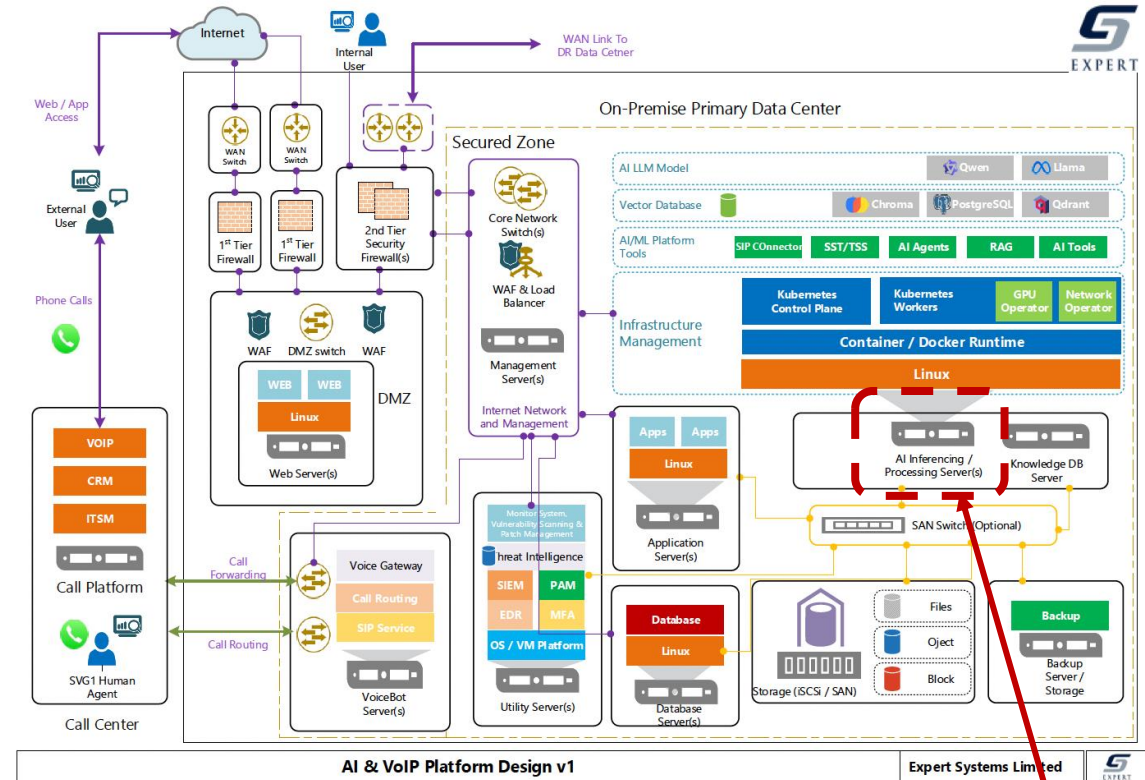 Internet
Internal
User
WAN Link To
DR Data Cetner
EXPERT
Web / App
Access
On-Premise Primary Data Center
WAN
Switch
WAN
Switch
Secured Zone
AI LLM Model
Qwen
Llama
Core Network
Switch(s)
Vector Database
Chroma
PostgreSQL
Qdrant
External
User
1st Tier
Firewall
1st Tier
Firewall
2nd Tier
Security
Firewall(s)
AI/ML Platform
Tools
SIP COnnector
SST/TSS
AI Agents
RAG
AI Tools
WAF & Load
Balancer
Phone Calls
Infrastructure
Management
Kubernetes
Control Plane
Kubernetes
Workers
GPU
Operator
Network
Operator
Container / Docker Runtime
Linux
WAF
DMZ switch
WAF
Management
Server(s)
DMZ
WEB
WEB
Linux
Web Server(s)
Internet Network
and Management
VOIP
CRM
ITSM
Call Platform
Apps
Apps
Linux
Application
Server(s)
AI Inferencing /
Processing Server(s)
Knowledge DB
Server
SAN Switch (Optional)
Monitor System,
Vulnerability Scanning &
Patch Management
hreat Intelligence
SIEM
PAM
EDR
MFA
OS / VM Platform
Utility Server(s)
Call
Forwarding
Voice Gateway
Call Routing
SIP Service
VoiceBot
Server(s)
Call Routing
SVG1 Human
Agent
Call Center
Database
Linux
Database
Server(s)
Storage (iSCSi / SAN)
Files
Oject
Block
Backup
Backup
Server /
Storage
AI & VoIP Platform Design v1
Expert Systems Limited
EXPERT